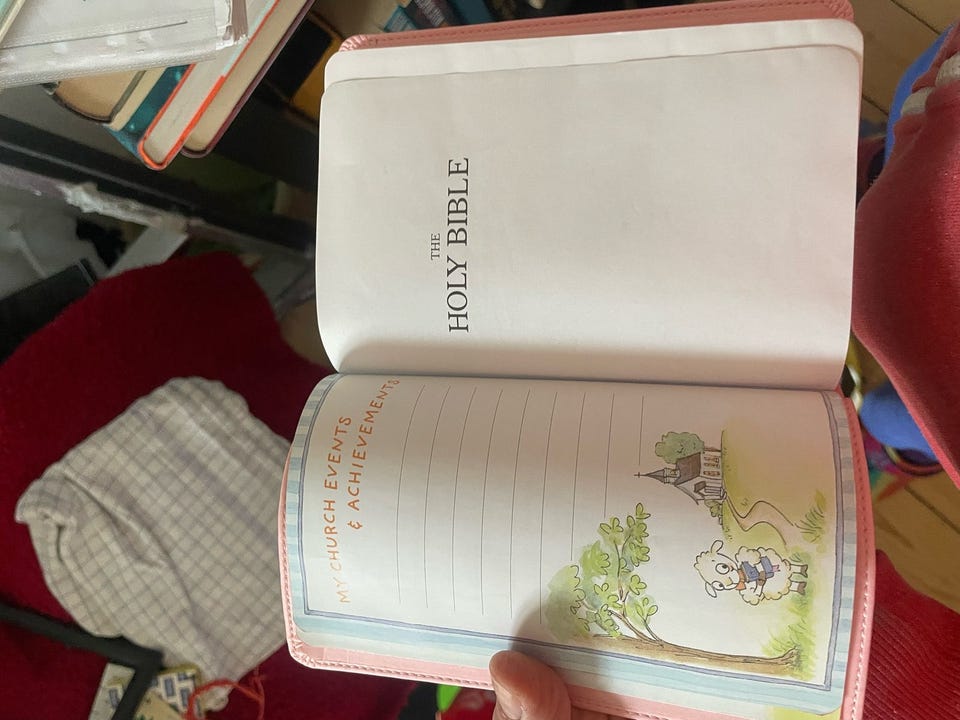 MY CHURCH EVENTS
& ACHIEVEMENTS
THE
HOLY BIBLE